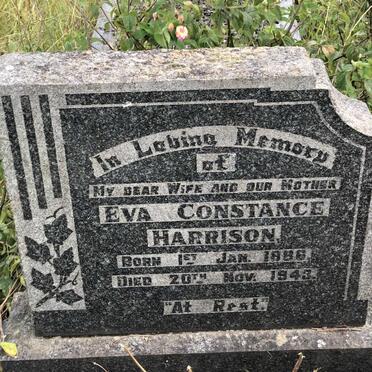 In Loving Memory
of
My dear Wife and our Mother
Eva Constance
Harrison,
Born 1st Jan. 1886
Died 20th Nov. 1943.
"At Rest."